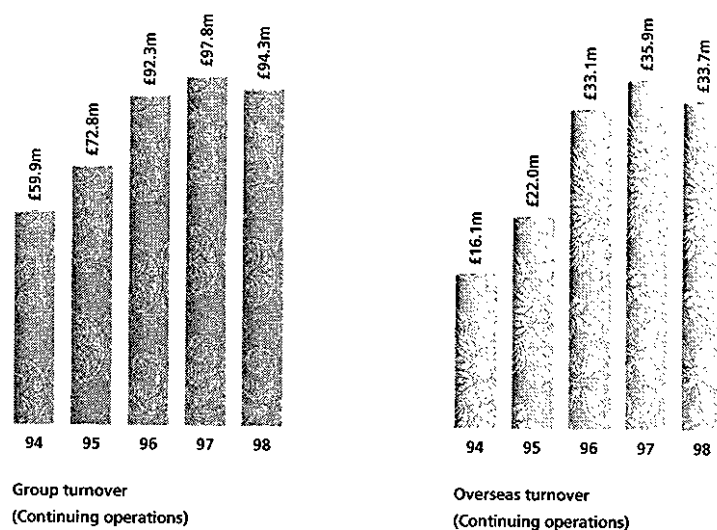 £59.9m
£72.8m
£92.3m
£97.8m
£94.3m
94 95 96 97 98
Group turnover
(Continuing operations)
£16.1m
£22.0m
£33.1m
£35.9m
£33.7m
94 95 96 97 98
Overseas turnover
(Continuing operations)